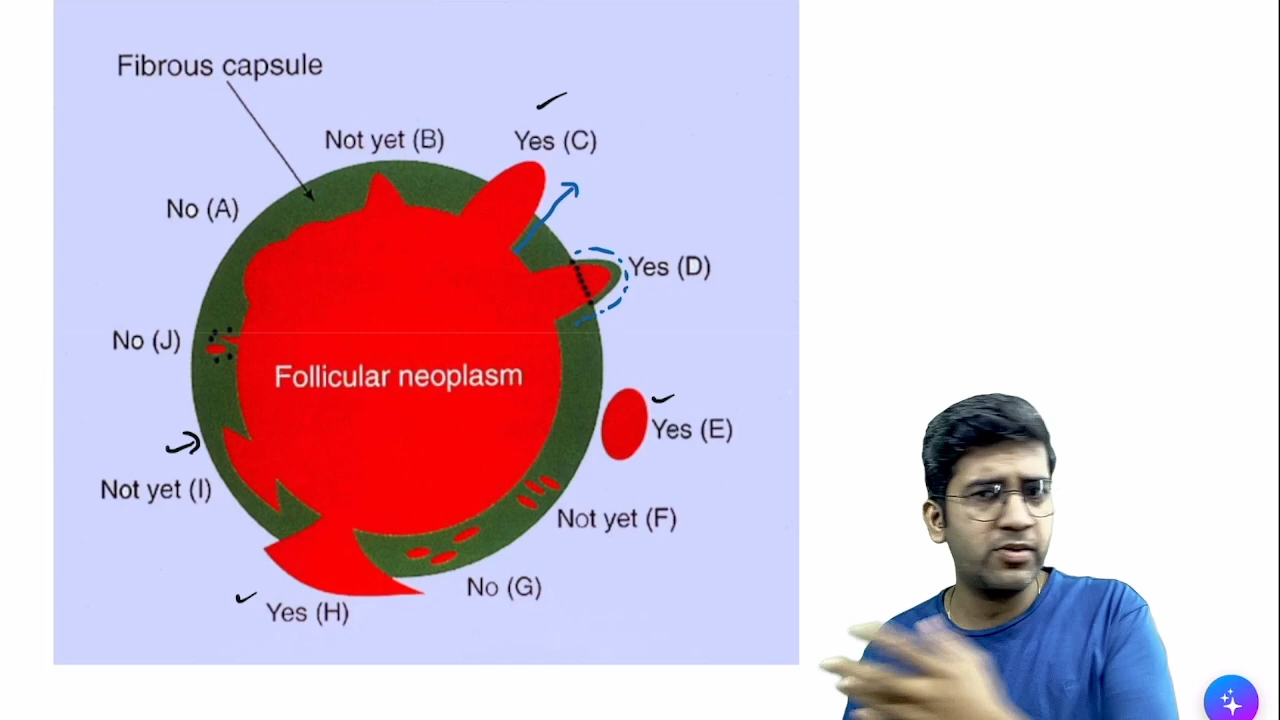 Fibrous capsule
Not yet (B)
Yes (C)
No (A)
Yes (D)
No (J)
Follicular neoplasm
Yes (E)
Not yet (I)
Not yet (F)
No (G)
Yes (H)